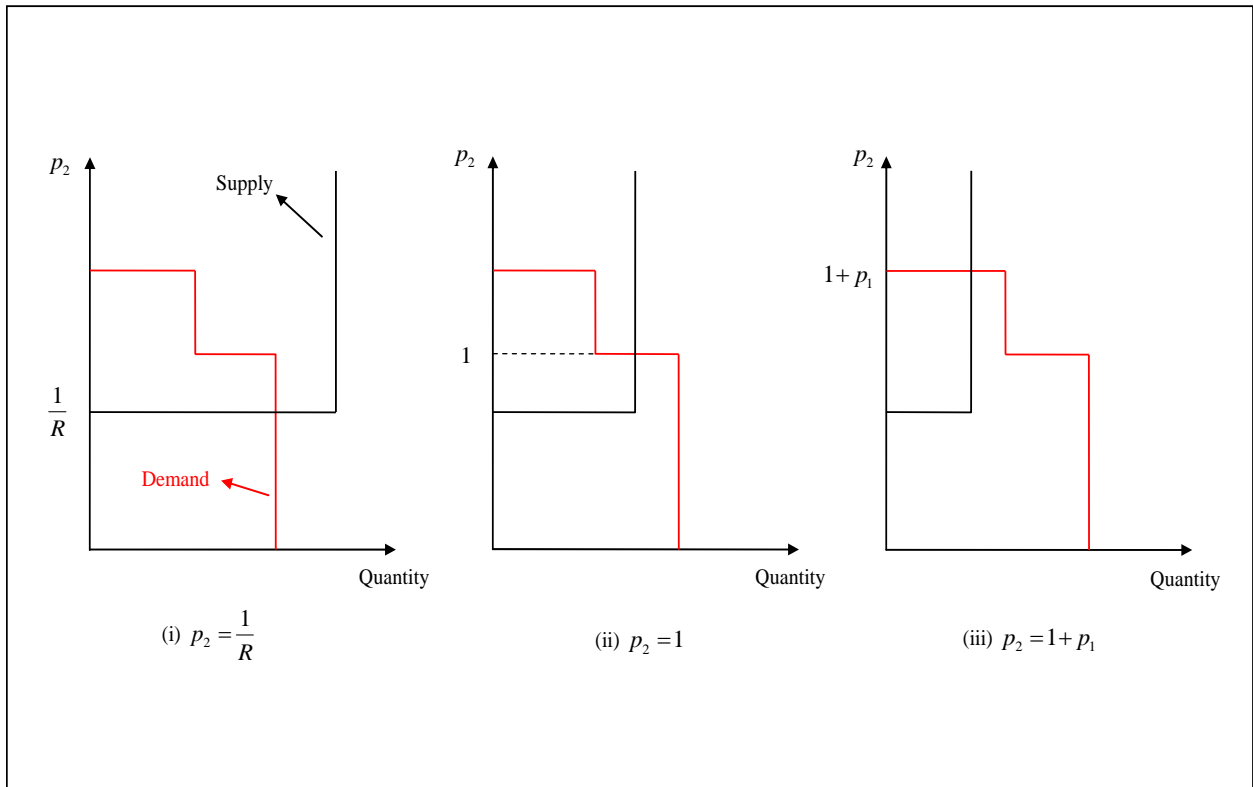 p₂
Supply
1/R
Demand
Quantity
(i) p₂ = 1/R
p₂
1
Quantity
(ii) p₂ = 1
p₂
1 + p₁
Quantity
(iii) p₂ = 1 + p₁